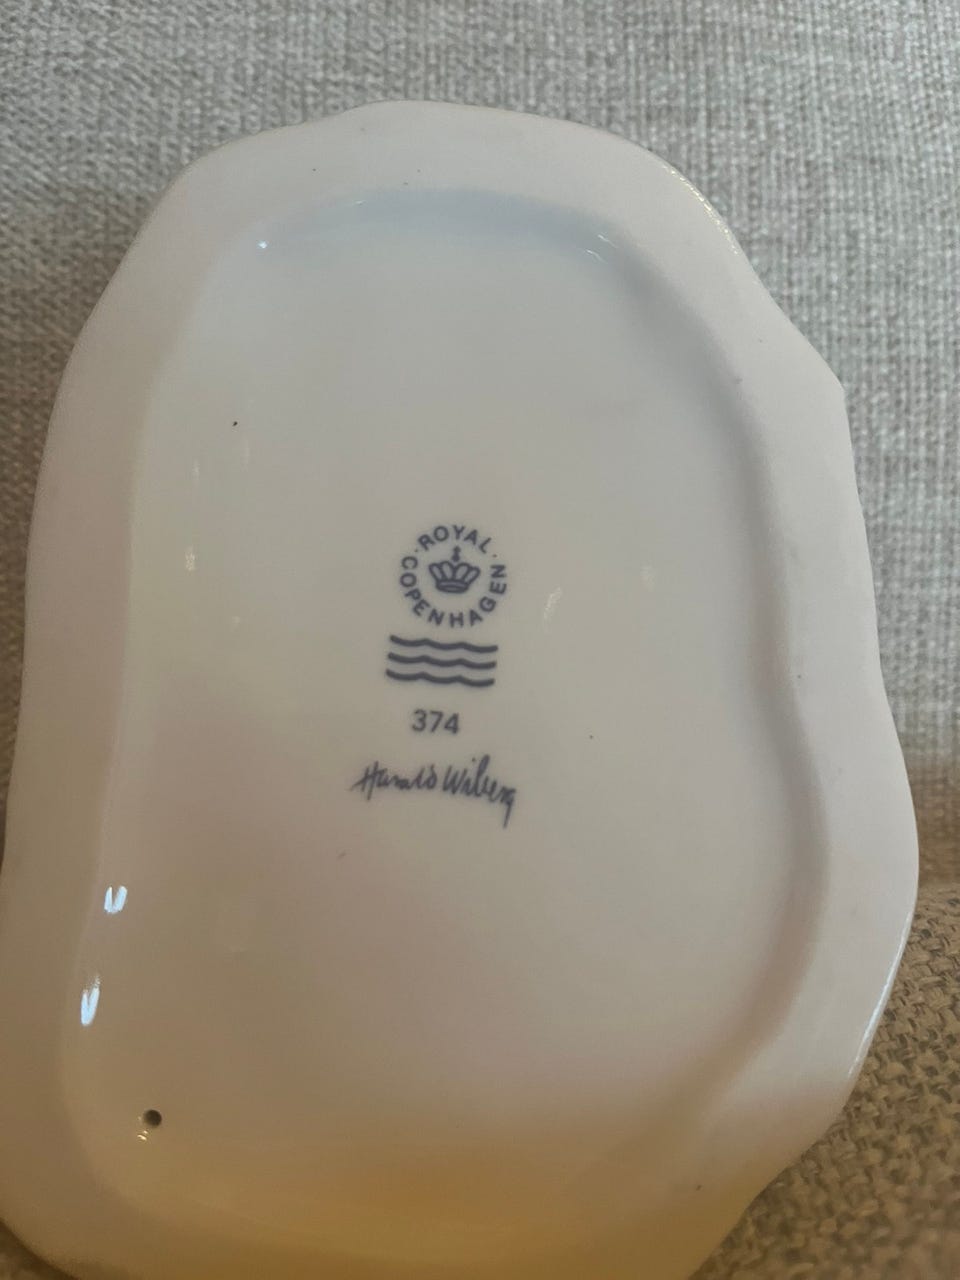 ROYAL
COPENHAGEN
374
Harald Wiberg